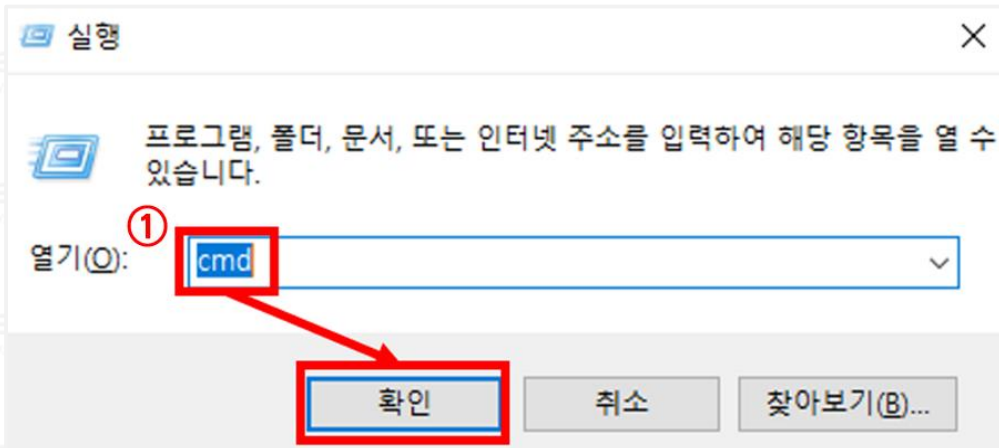 실행
프로그램, 폴더, 문서, 또는 인터넷 주소를 입력하여 해당 항목을 열 수
있습니다.
①
열기(O): cmd
확인 취소 찾아보기(B)...